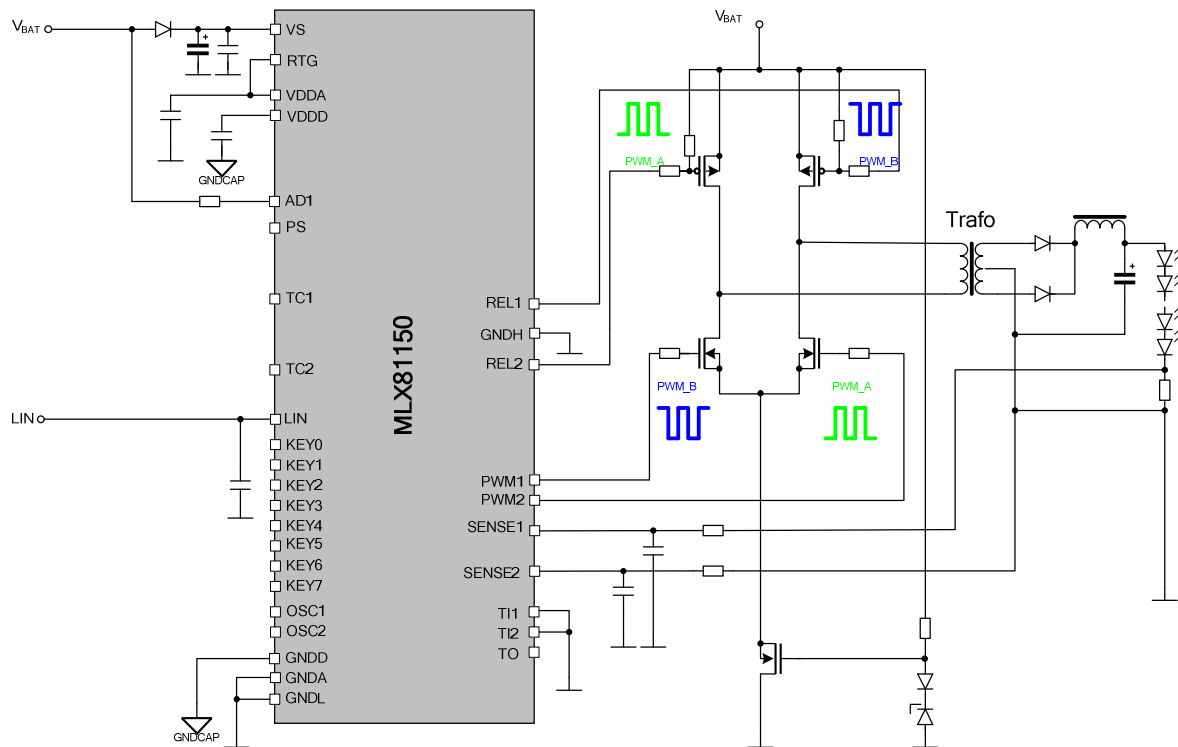 VBAT
VS
RTG
VDDA
VDDD
GNDCAP
AD1
PS
TC1
TC2
LIN
LIN
KEY0
KEY1
KEY2
KEY3
KEY4
KEY5
KEY6
KEY7
OSC1
OSC2
GNDD
GNDA
GNDL
GNDCAP
MLX81150
REL1
GNDH
REL2
PWM1
PWM2
SENSE1
SENSE2
TI1
TI2
TO
VBAT
PWM_A
PWM_B
PWM_B
PWM_A
Trafo
+
+